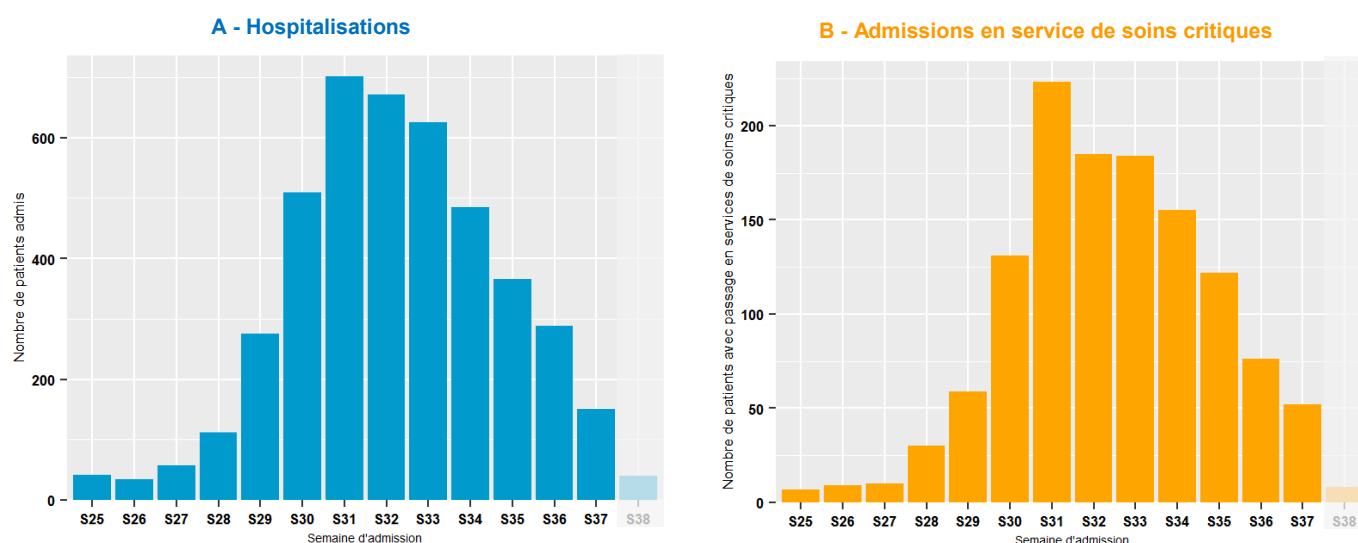 A - Hospitalisations
Nombre de patients admis
600
400
200
0
S25 S26 S27 S28 S29 S30 S31 S32 S33 S34 S35 S36 S37 S38
Semaine d'admission
B - Admissions en service de soins critiques
Nombre de patients avec passage en services de soins critiques
200
150
100
50
0
S25 S26 S27 S28 S29 S30 S31 S32 S33 S34 S35 S36 S37 S38
Semaine d'admission